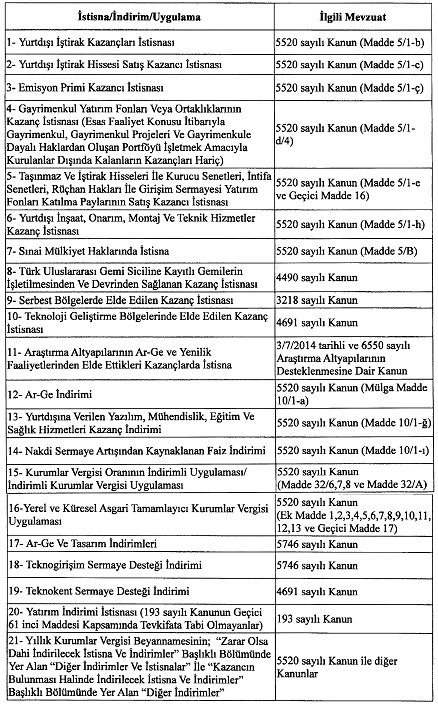 İstisna/İndirim/Uygulama
İlgili Mevzuat
1- Yurtdışı İştirak Kazançları İstisnası
5520 sayılı Kanun (Madde 5/1-b)
2- Yurtdışı İştirak Hissesi Satış Kazancı İstisnası
5520 sayılı Kanun (Madde 5/1-c)
3- Emisyon Primi Kazancı İstisnası
5520 sayılı Kanun (Madde 5/1-ç)
4- Gayrimenkul Yatırım Fonları Veya Ortaklıklarının
Kazanç İstisnası (Esas Faaliyet Konusu İtibarıyla
Gayrimenkul, Gayrimenkul Projeleri Ve Gayrimenkule
Dayalı Haklardan Oluşan Portföyü İşletmek Amacıyla
Kurulanlar Dışında Kalanların Kazançları Hariç)
5520 sayılı Kanun (Madde 5/1-
d/4)
5- Taşınmaz Ve İştirak Hisseleri İle Kurucu Senetleri, İntifa
Senetleri, Rüçhan Hakları İle Girişim Sermayesi Yatırım
Fonları Katılma Paylarının Satış Kazancı İstisnası
5520 sayılı Kanun (Madde 5/1-e
ve Geçici Madde 16)
6- Yurtdışı İnşaat, Onarım, Montaj Ve Teknik Hizmetler
Kazanç İstisnası
5520 sayılı Kanun (Madde 5/1-h)
7- Sınai Mülkiyet Haklarında İstisna
5520 sayılı Kanun (Madde 5/B)
8- Türk Uluslararası Gemi Siciline Kayıtlı Gemilerin
İşletilmesinden Ve Devrinden Sağlanan Kazanç İstisnası
4490 sayılı Kanun
9- Serbest Bölgelerde Elde Edilen Kazanç İstisnası
3218 sayılı Kanun
10- Teknoloji Geliştirme Bölgelerinde Elde Edilen Kazanç
İstisnası
4691 sayılı Kanun
11- Araştırma Altyapılarının Ar-Ge ve Yenilik
Faaliyetlerinden Elde Ettikleri Kazançlarda İstisna
3/7/2014 tarihli ve 6550 sayılı
Araştırma Altyapılarının
Desteklenmesine Dair Kanun
12- Ar-Ge İndirimi
5520 sayılı Kanun (Mülga Madde
10/1-a)
13- Yurtdışına Verilen Yazılım, Mühendislik, Eğitim Ve
Sağlık Hizmetleri Kazanç İndirimi
5520 sayılı Kanun (Madde 10/1-ğ)
14- Nakdi Sermaye Artışından Kaynaklanan Faiz İndirimi
5520 sayılı Kanun (Madde 10/1-ı)
15- Kurumlar Vergisi Oranının İndirimli Uygulaması/
İndirimli Kurumlar Vergisi Uygulaması
5520 sayılı Kanun
(Madde 32/6,7,8 ve Madde 32/A)
16-Yerel ve Küresel Asgari Tamamlayıcı Kurumlar Vergisi
Uygulaması
5520 sayılı Kanun
(Ek Madde 1,2,3,4,5,6,7,8,9,10,11,
12,13 ve Geçici Madde 17)
17- Ar-Ge Ve Tasarım İndirimleri
5746 sayılı Kanun
18- Teknogirişim Sermaye Desteği İndirimi
5746 sayılı Kanun
19- Teknokent Sermaye Desteği İndirimi
4691 sayılı Kanun
20- Yatırım İndirimi İstisnası (193 sayılı Kanunun Geçici
61 inci Maddesi Kapsamında Tevkifata Tabi Olmayanlar)
193 sayılı Kanun
21- Yıllık Kurumlar Vergisi Beyannamesinin; “Zarar Olsa
Dahi İndirilecek İstisna Ve İndirimler” Başlıklı Bölümünde
Yer Alan “Diğer İndirimler Ve İstisnalar” İle “Kazancın
Bulunması Halinde İndirilecek İstisna Ve İndirimler”
Başlıklı Bölümünde Yer Alan “Diğer İndirimler”
5520 sayılı Kanun ile diğer
Kanunlar